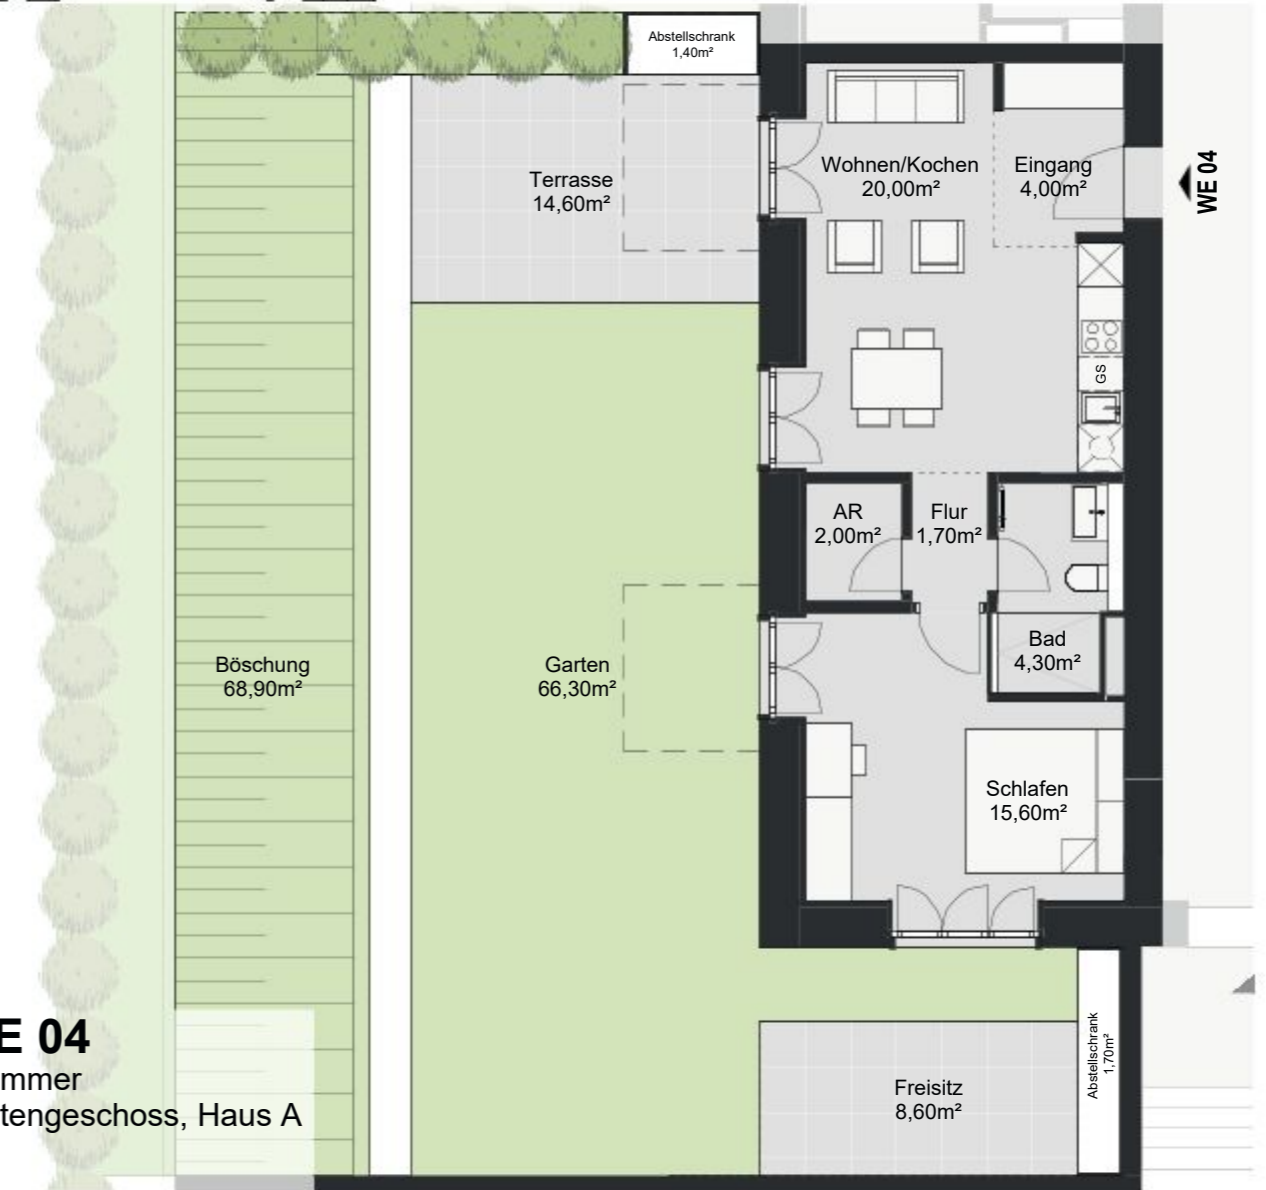 Abstellschrank
1,40m²
Terrasse
14,60m²
Wohnen/Kochen
20,00m²
Eingang
4,00m²
WE 04
GS
AR
2,00m²
Flur
1,70m²
Bad
4,30m²
Böschung
68,90m²
Garten
66,30m²
Schlafen
15,60m²
Abstellschrank
1,70m²
Freisitz
8,60m²
E 04
mmer
tengeschoss, Haus A